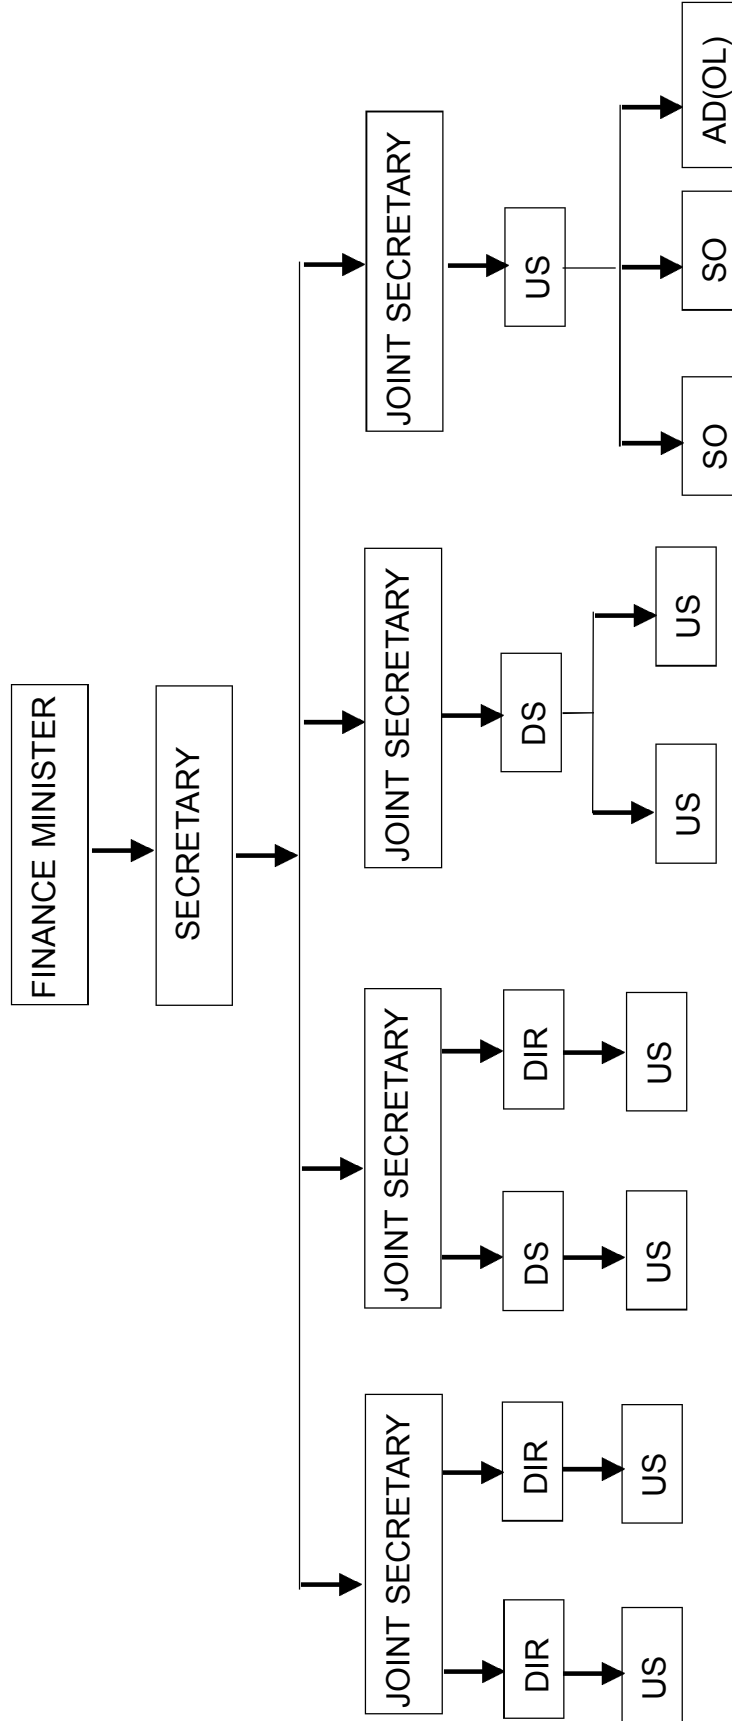 FINANCE MINISTER
SECRETARY
JOINT SECRETARY
JOINT SECRETARY
JOINT SECRETARY
JOINT SECRETARY
DIR
DIR
DS
DIR
DS
US
US
US
US
US
US
US
SO
SO
AD(OL)